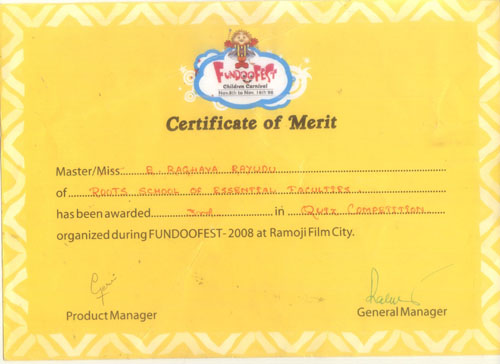 FUNDOOFEST
Children Carnival
Certificate of Merit
Master/Miss E. RAGHAVA RAYUDU
of ROOTS SCHOOL OF ESSENTIAL FACULTIES.
has been awarded in QUIZ COMPETITION
organized during FUNDOOFEST-2008 at Ramoji Film City.
Product Manager
General Manager